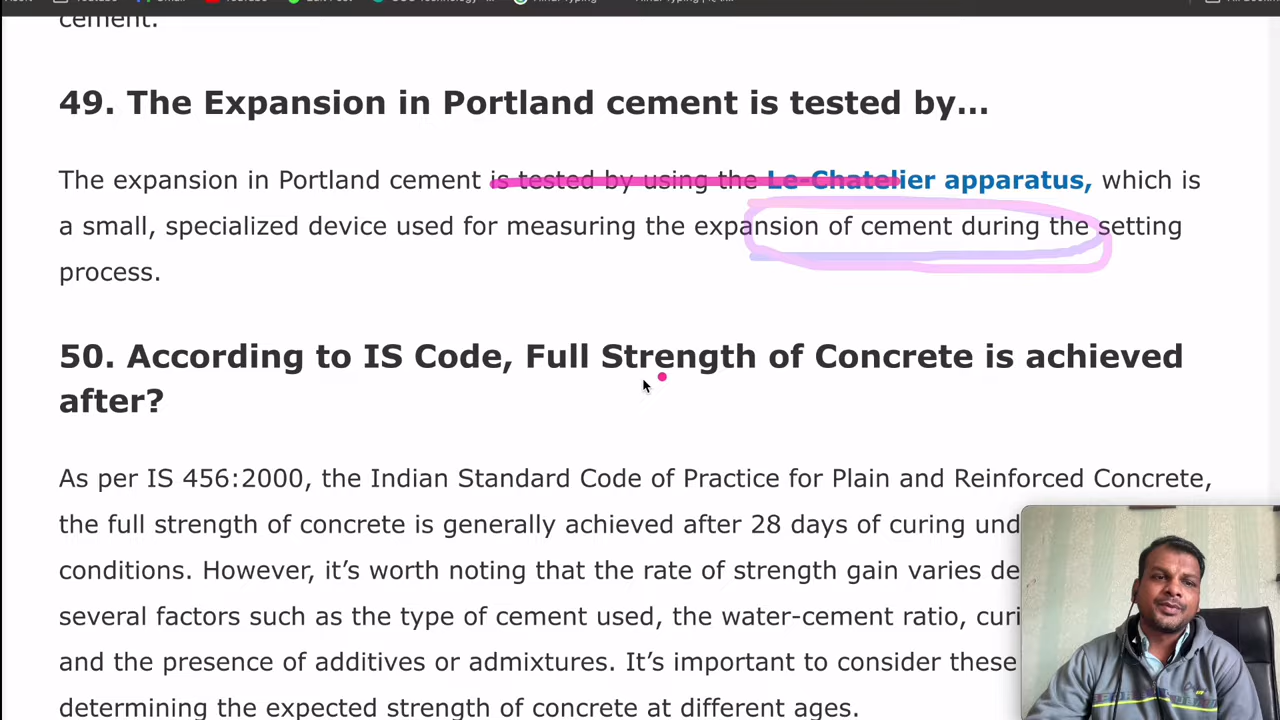 cement.
49. The Expansion in Portland cement is tested by...
The expansion in Portland cement is tested by using the Le-Chatelier apparatus, which is
a small, specialized device used for measuring the expansion of cement during the setting
process.
50. According to IS Code, Full Strength of Concrete is achieved
after?
As per IS 456:2000, the Indian Standard Code of Practice for Plain and Reinforced Concrete,
the full strength of concrete is generally achieved after 28 days of curing und
conditions. However, it’s worth noting that the rate of strength gain varies de
several factors such as the type of cement used, the water-cement ratio, curi
and the presence of additives or admixtures. It’s important to consider these
determining the expected strength of concrete at different ages.